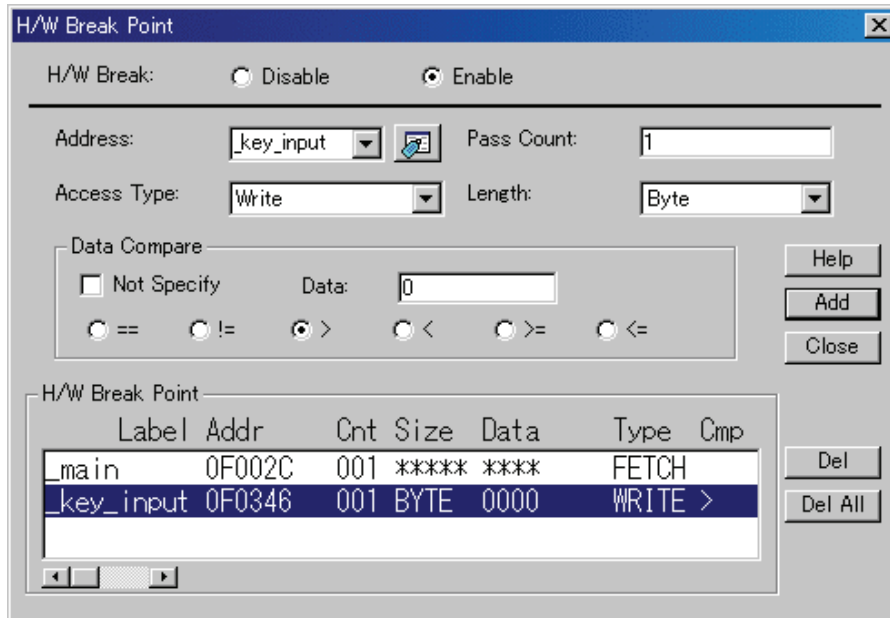 H/W Break Point
H/W Break: Disable Enable
Address: _key_input Pass Count: 1
Access Type: Write Length: Byte
Data Compare
Not Specify Data: 0
== != > < >= <=
Help
Add
Close
H/W Break Point
Label Addr Cnt Size Data Type Cmp
_main 0F002C 001 ***** **** FETCH
_key_input 0F0346 001 BYTE 0000 WRITE >
Del
Del All